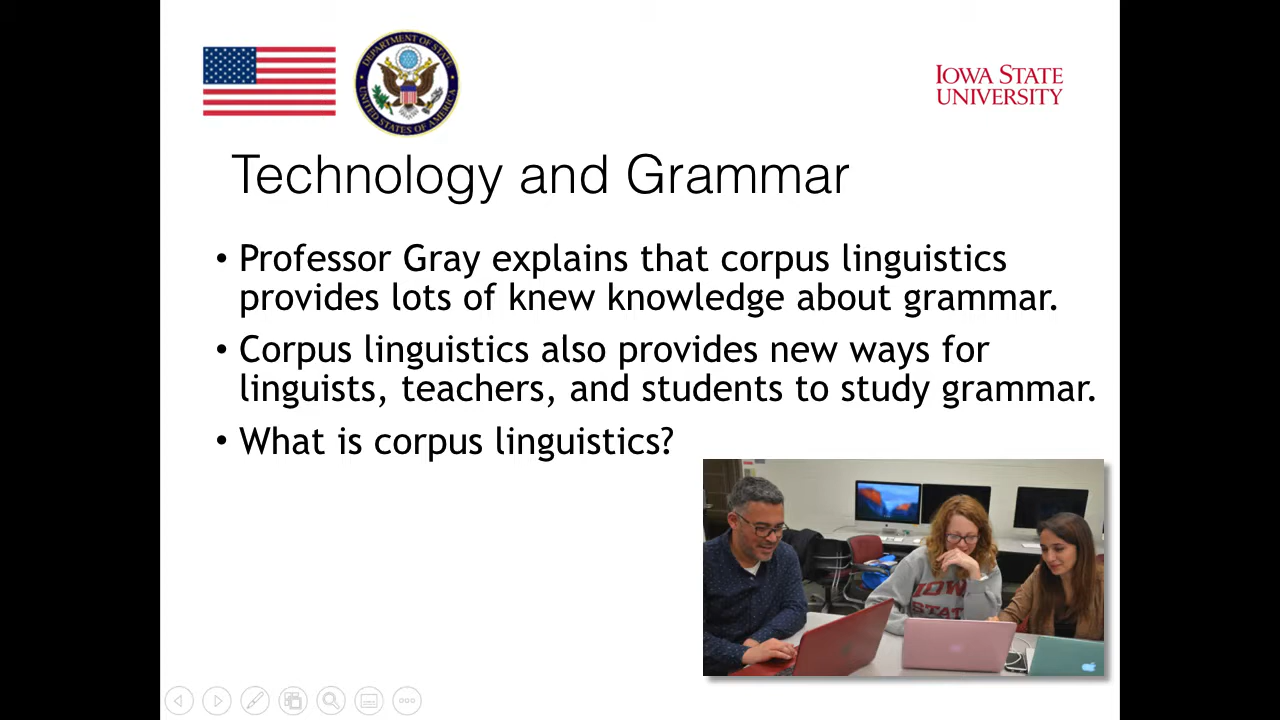 DEPARTMENT OF STATE
UNITED STATES OF AMERICA
IOWA STATE
UNIVERSITY
Technology and Grammar
• Professor Gray explains that corpus linguistics
provides lots of knew knowledge about grammar.
• Corpus linguistics also provides new ways for
linguists, teachers, and students to study grammar.
• What is corpus linguistics?
IOWA
STATE